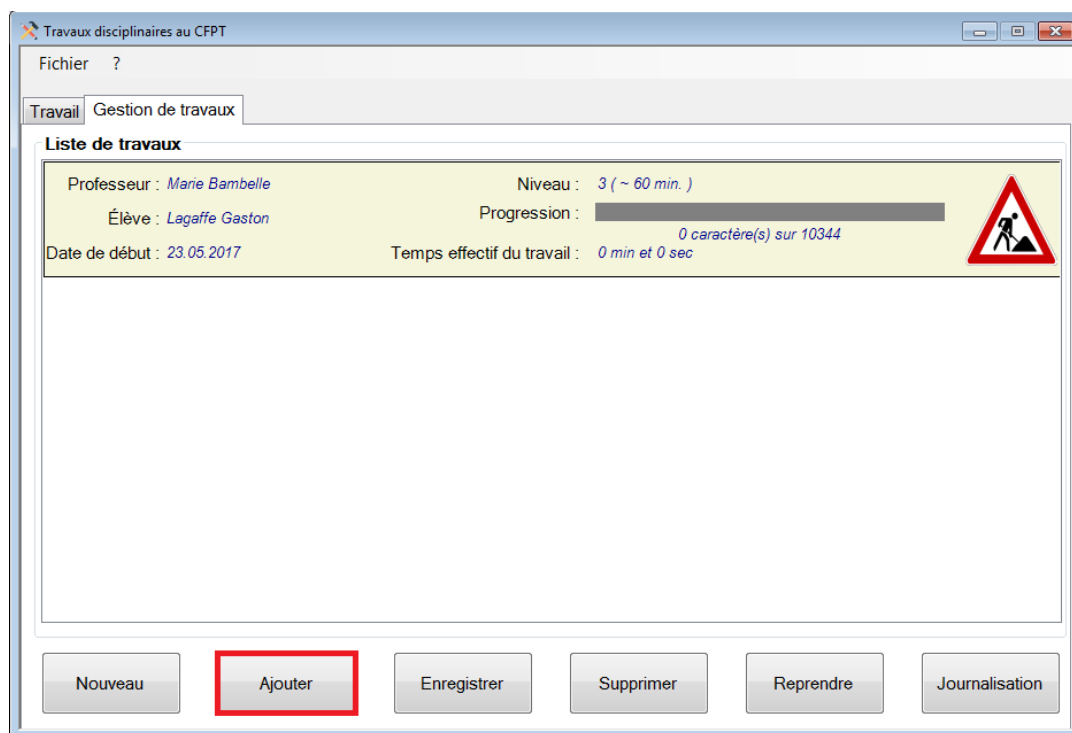 Travaux disciplinaires au CFPT
Fichier ?
Travail Gestion de travaux
Liste de travaux
Professeur : Marie Bambelle
Niveau : 3 ( ~ 60 min. )
Élève : Lagaffe Gaston
Progression :
0 caractère(s) sur 10344
Date de début : 23.05.2017
Temps effectif du travail : 0 min et 0 sec
Nouveau Ajouter Enregistrer Supprimer Reprendre Journalisation